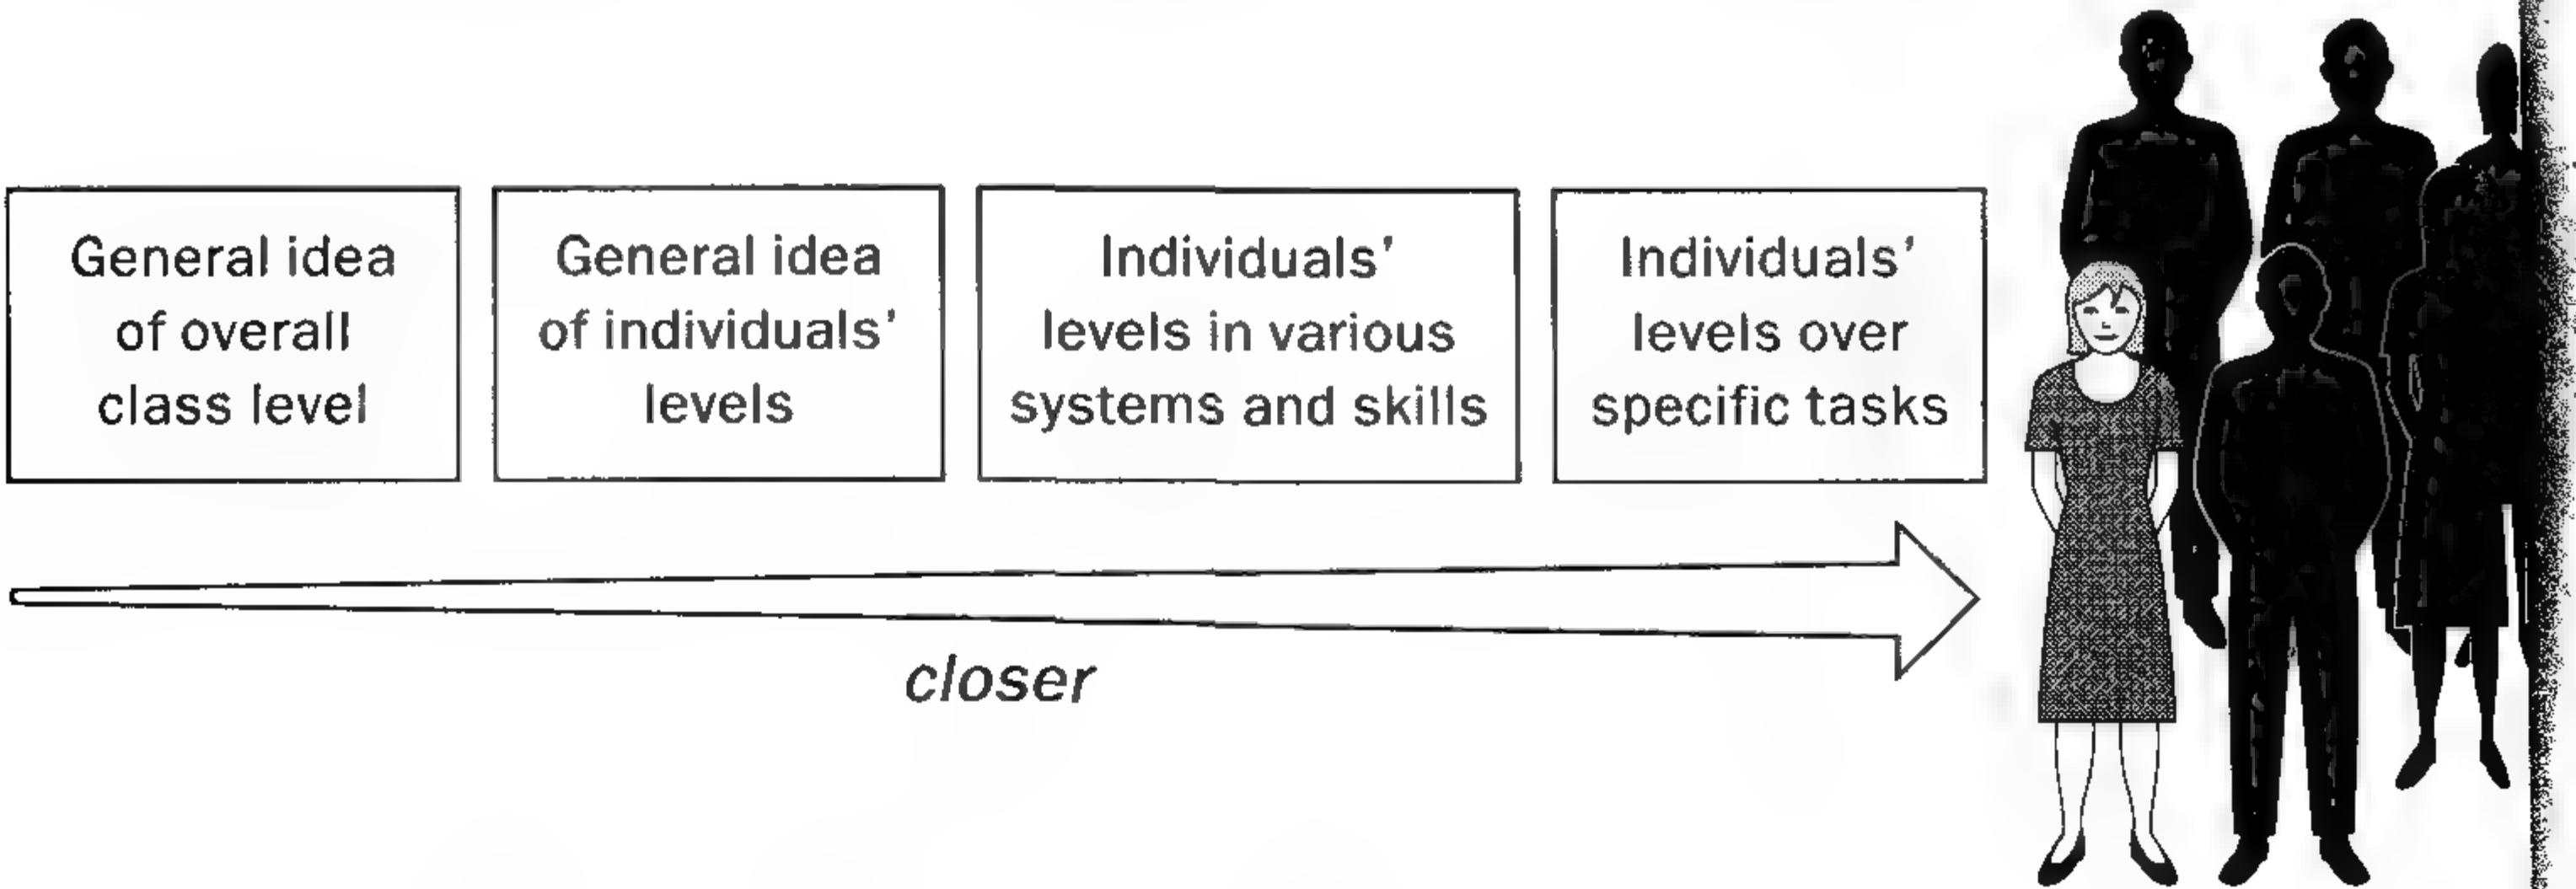 General idea
of overall
class level
General idea
of individuals'
levels
Individuals'
levels in various
systems and skills
Individuals'
levels over
specific tasks
closer